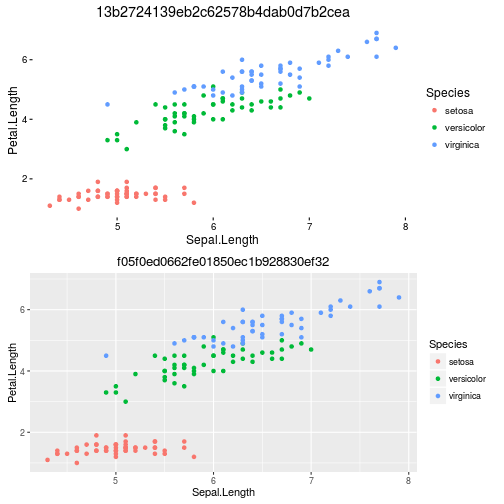 13b2724139eb2c62578b4dab0d7b2cea
6
4
2
Petal.Length
5
6
7
8
Sepal.Length
Species
setosa
versicolor
virginica
f05f0ed0662fe01850ec1b928830ef32
6
4
2
Petal.Length
5
6
7
8
Sepal.Length
Species
setosa
versicolor
virginica